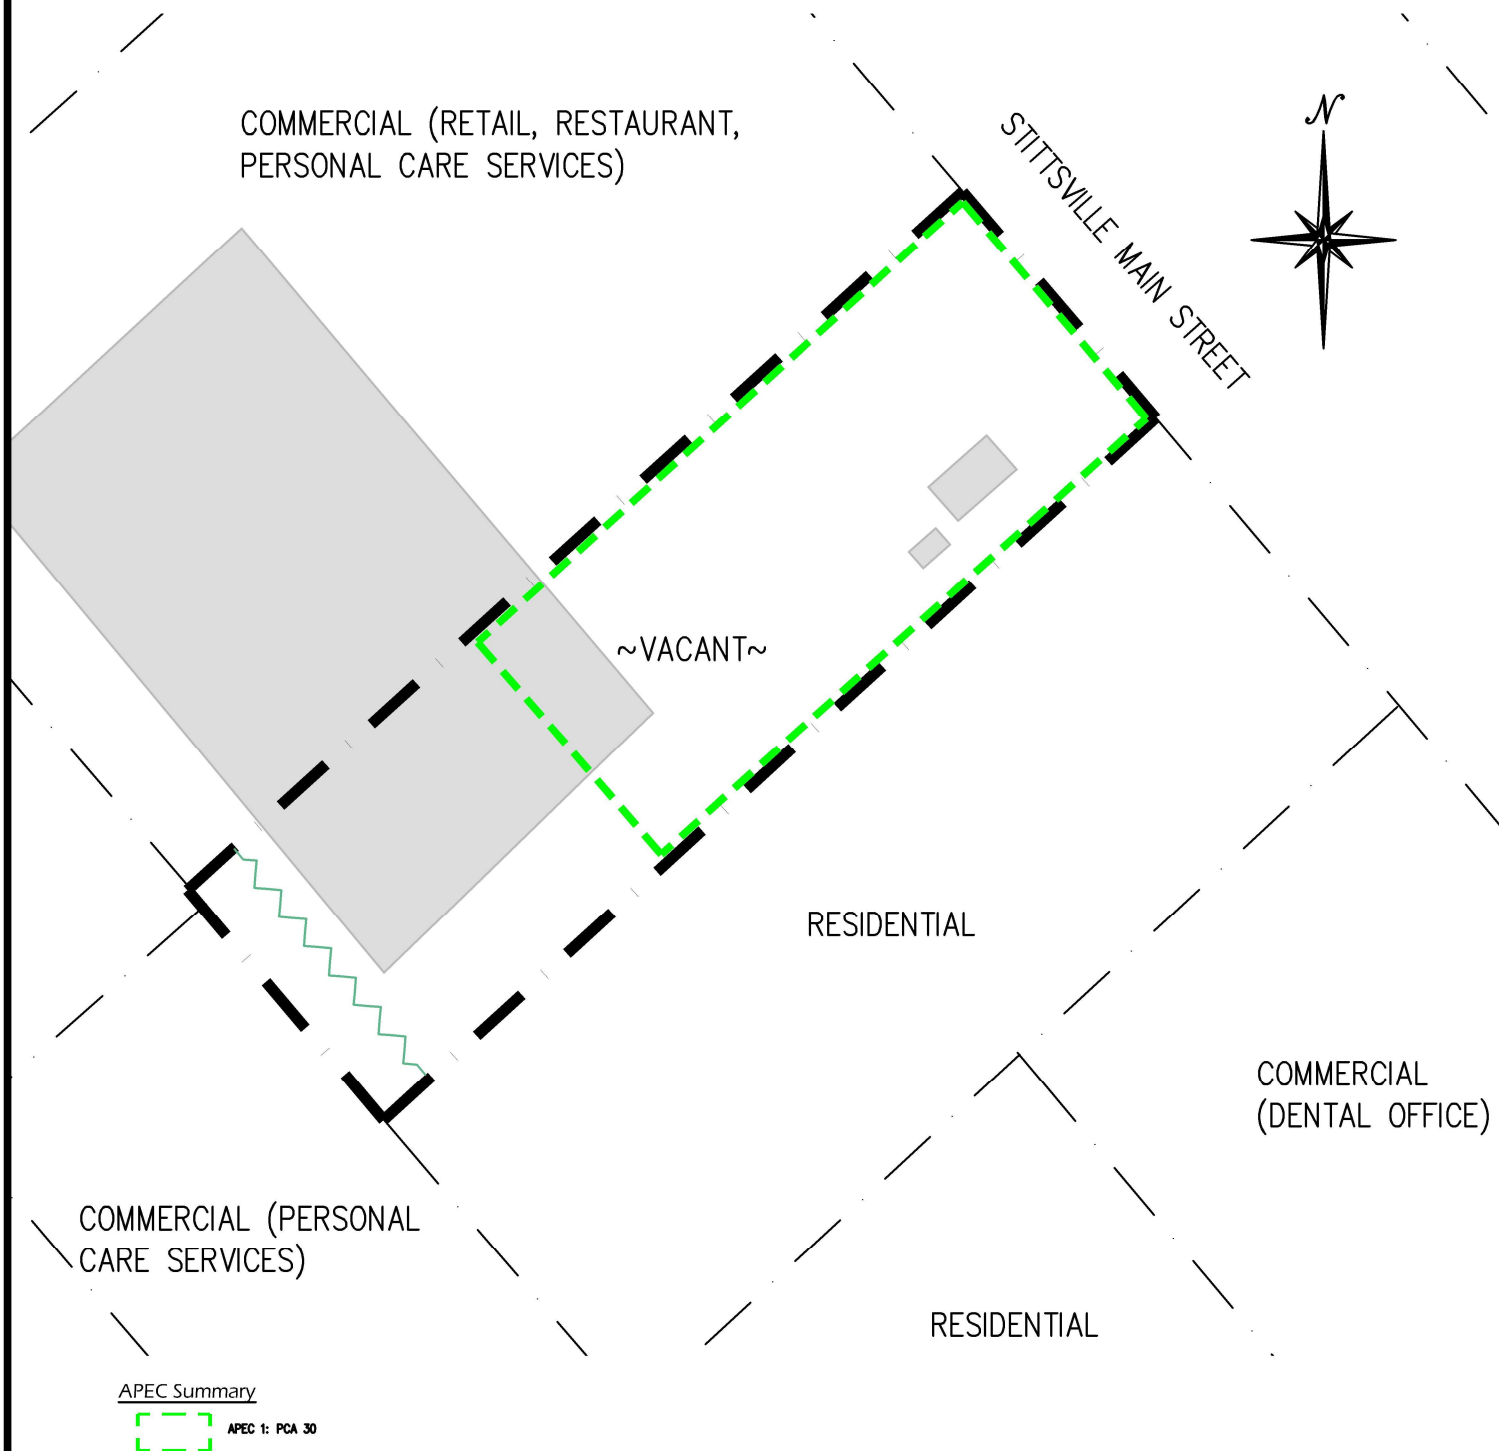 N
COMMERCIAL (RETAIL, RESTAURANT,
PERSONAL CARE SERVICES)
STITTSVILLE MAIN STREET
~VACANT~
RESIDENTIAL
COMMERCIAL
(DENTAL OFFICE)
COMMERCIAL (PERSONAL
CARE SERVICES)
RESIDENTIAL
APEC Summary
APEC 1: PCA 30